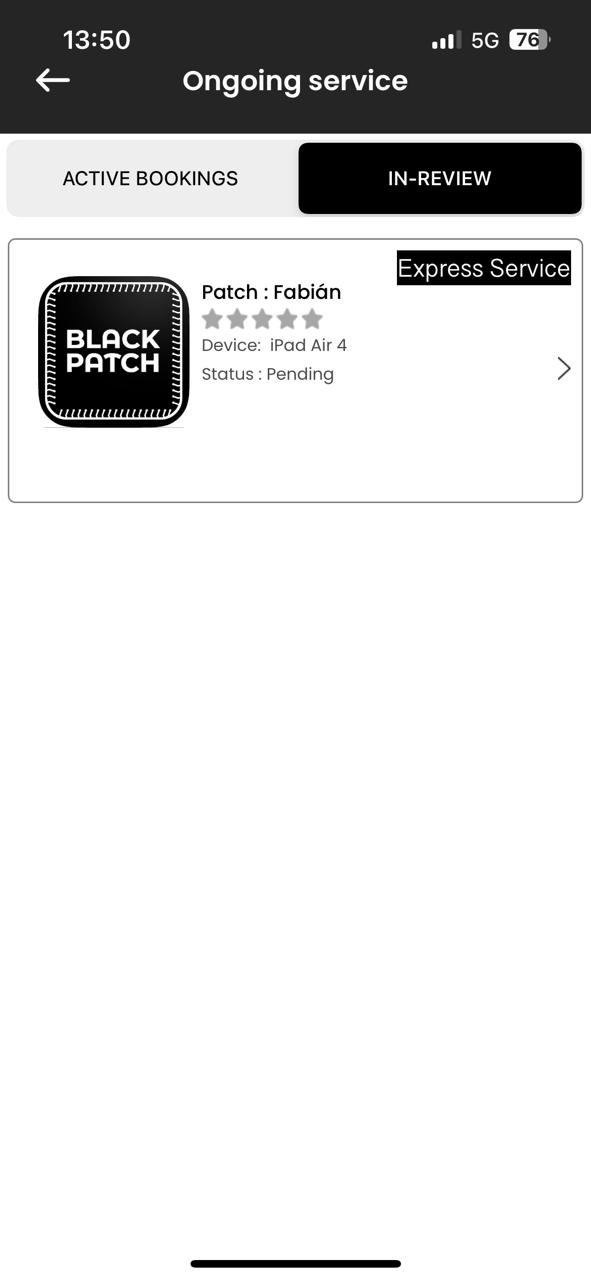 13:50
5G
76
Ongoing service
ACTIVE BOOKINGS
IN-REVIEW
Express Service
BLACK
PATCH
Patch : Fabián
Device: iPad Air 4
Status : Pending